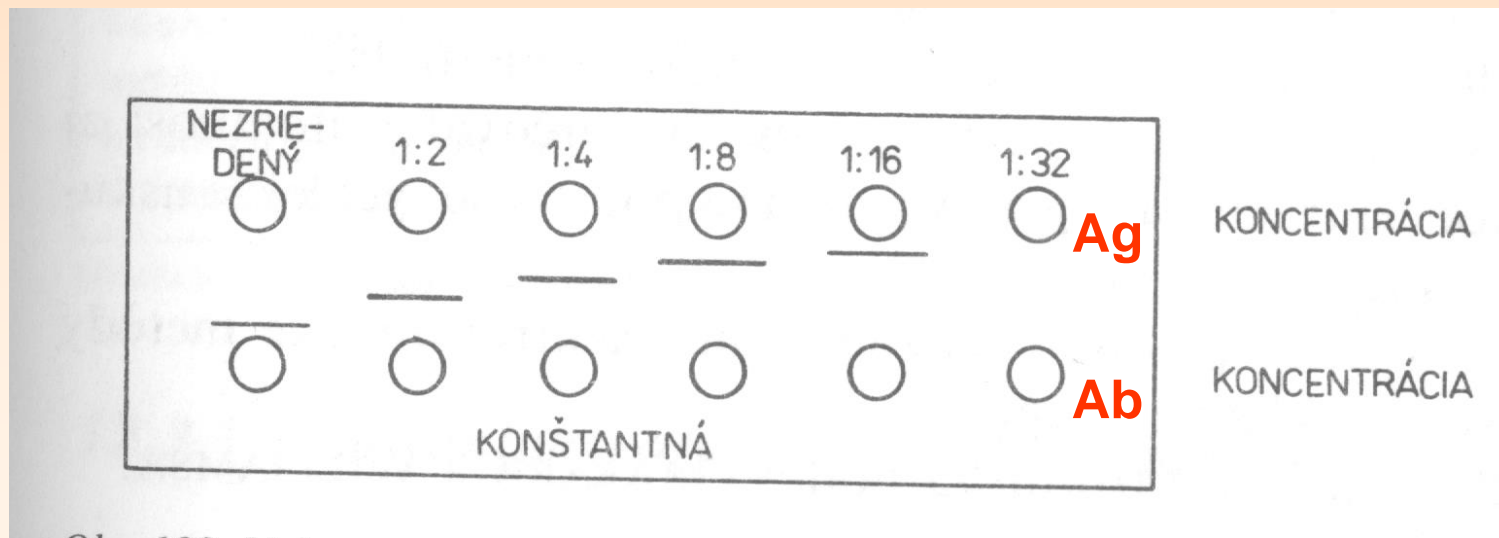 NEZRIE-
DENÝ 1:2 1:4 1:8 1:16 1:32
Ag KONCENTRÁCIA
Ab KONCENTRÁCIA
KONŠTANTNÁ